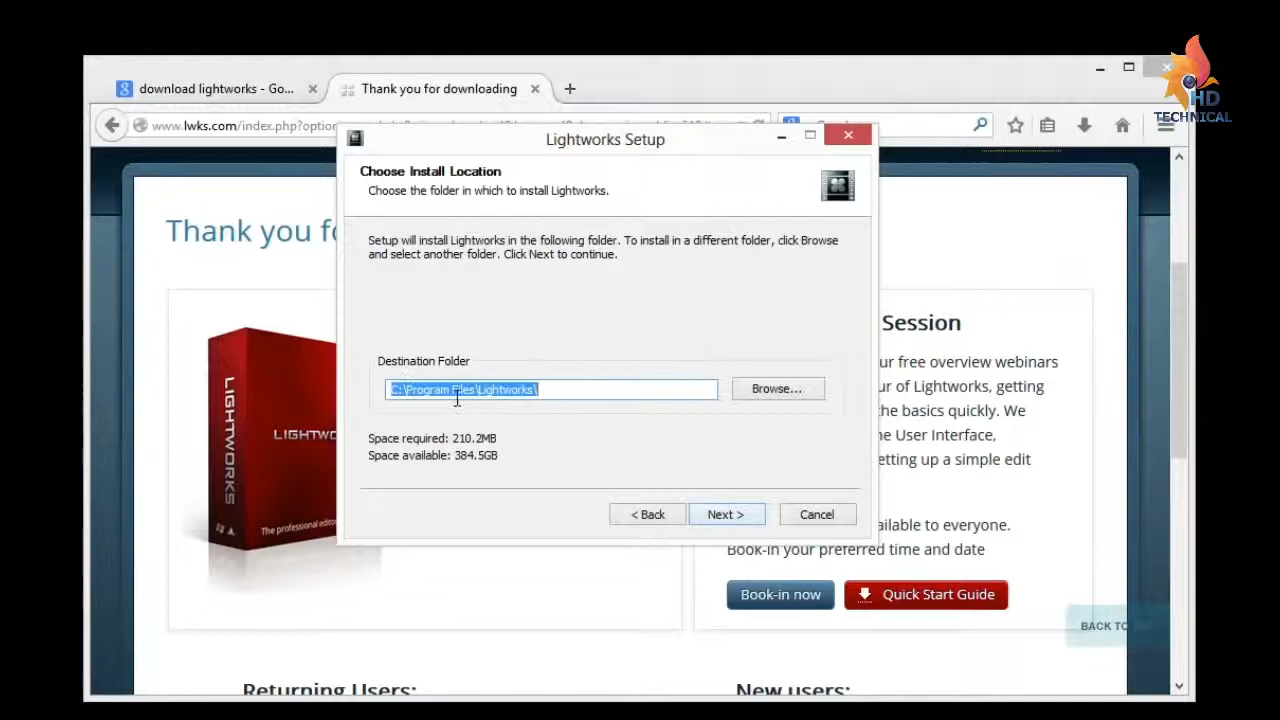 HD
TECHNICAL
download lightworks - Go...
Thank you for downloading
www.lwks.com/index.php?option
Lightworks Setup
Choose Install Location
Choose the folder in which to install Lightworks.
Thank you fo
Setup will install Lightworks in the following folder. To install in a different folder, click Browse
and select another folder. Click Next to continue.
Destination Folder
C:\Program Files\Lightworks\
Browse...
Space required: 210.2MB
Space available: 384.5GB
< Back
Next >
Cancel
LIGHTWORKS
LIGHTWO
The professional editor
Session
ur free overview webinars
ur of Lightworks, getting
the basics quickly. We
he User Interface,
etting up a simple edit
ailable to everyone.
Book-in your preferred time and date
Book-in now
Quick Start Guide
BACK TO
Returning Users:
New users: